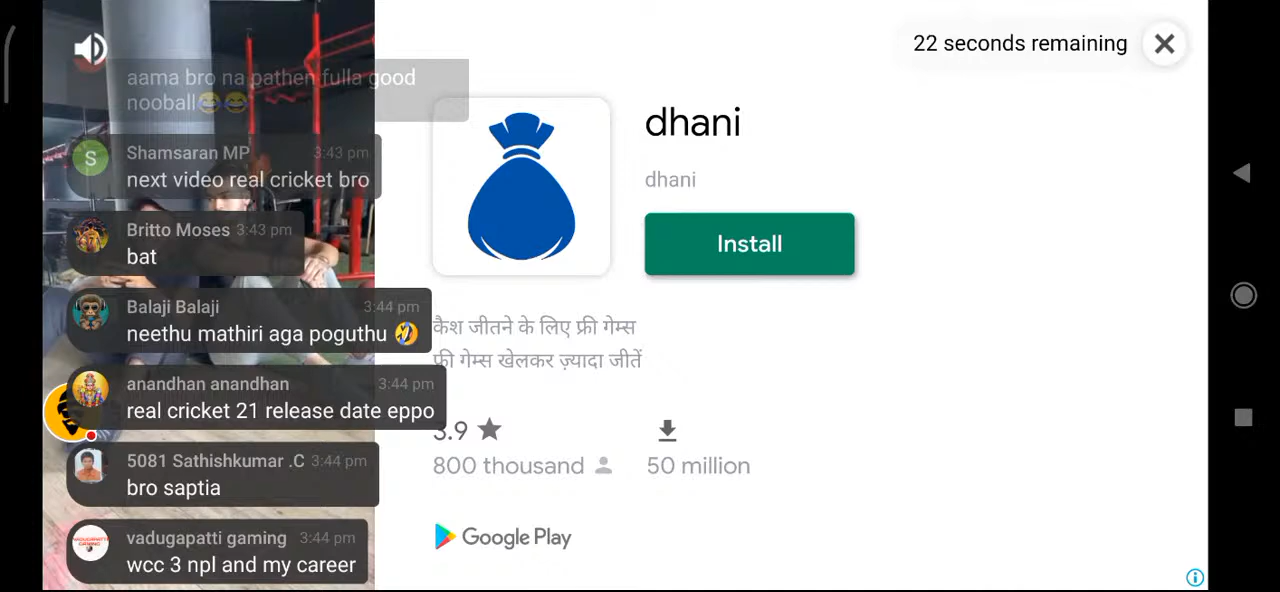 22 seconds remaining
aama bro na pathen fulla good
nooball😂😂
S
Shamsaran MP 3:43 pm
next video real cricket bro
Britto Moses 3:43 pm
bat
Balaji Balaji 3:44 pm
neethu mathiri aga poguthu 🤣
anandhan anandhan 3:44 pm
real cricket 21 release date eppo
5081 Sathishkumar .C 3:44 pm
bro saptia
vadugapatti gaming 3:44 pm
wcc 3 npl and my career
dhani
dhani
Install
कैश जीतने के लिए फ्री गेम्स
फ्री गेम्स खेलकर ज़्यादा जीतें
3.9 ★
800 thousand
50 million
Google Play